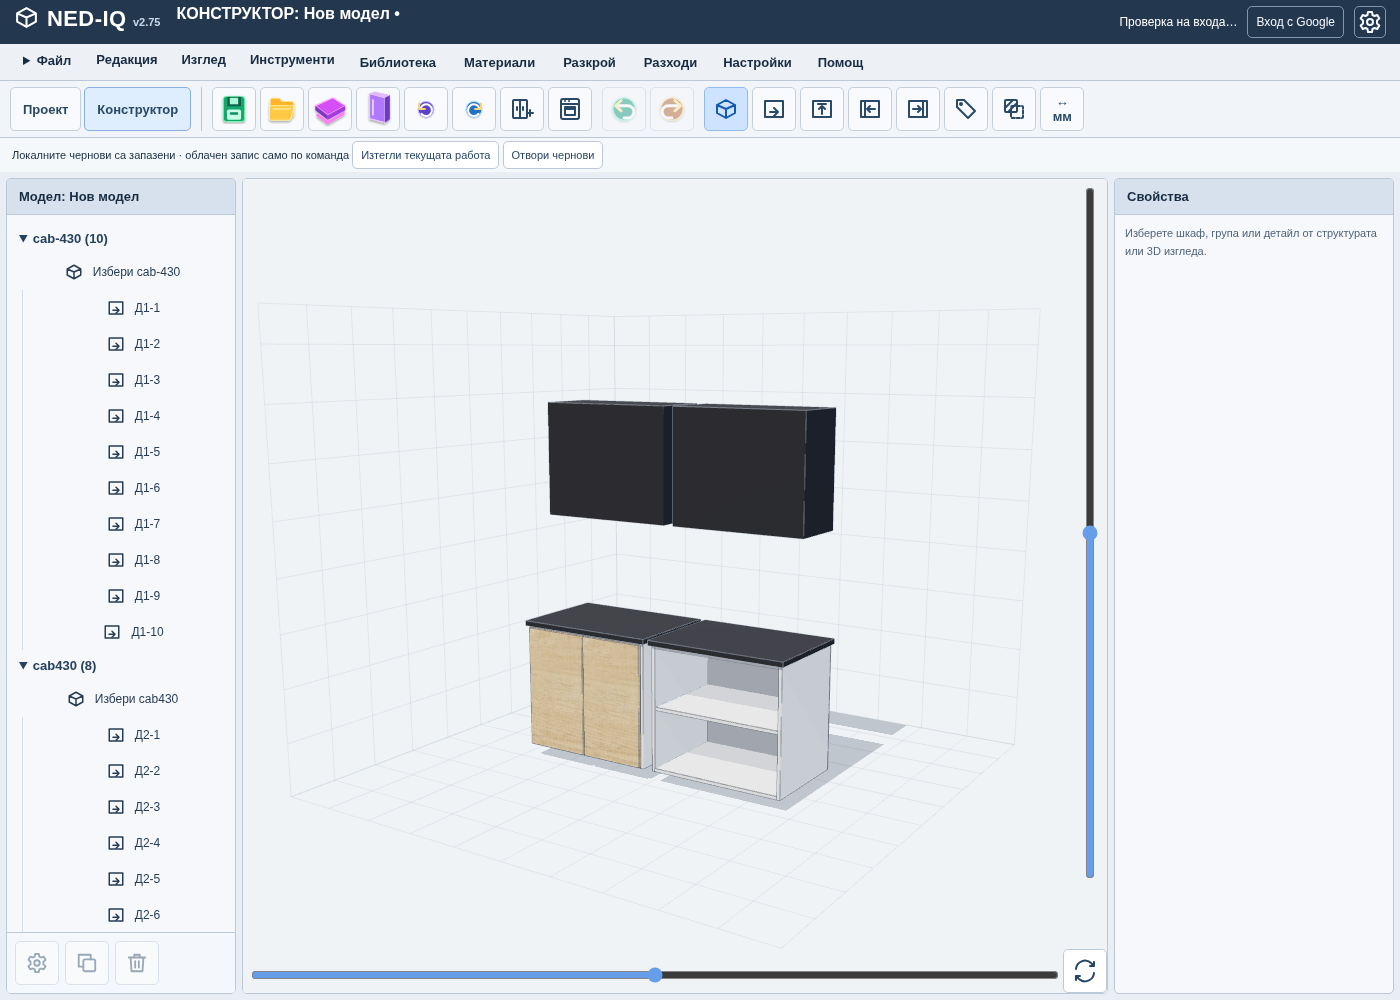 NED-IQ v2.75 КОНСТРУКТОР: Нов модел •
Проверка на входа… Вход с Google
Файл Редакция Изглед Инструменти Библиотека Материали Разкрой Разходи Настройки Помощ
Проект Конструктор
↔
мм
Локалните чернови са запазени · облачен запис само по команда Изтегли текущата работа Отвори чернови
Модел: Нов модел
cab-430 (10)
Избери cab-430
Д1-1
Д1-2
Д1-3
Д1-4
Д1-5
Д1-6
Д1-7
Д1-8
Д1-9
Д1-10
cab430 (8)
Избери cab430
Д2-1
Д2-2
Д2-3
Д2-4
Д2-5
Д2-6
Свойства
Изберете шкаф, група или детайл от структурата
или 3D изгледа.